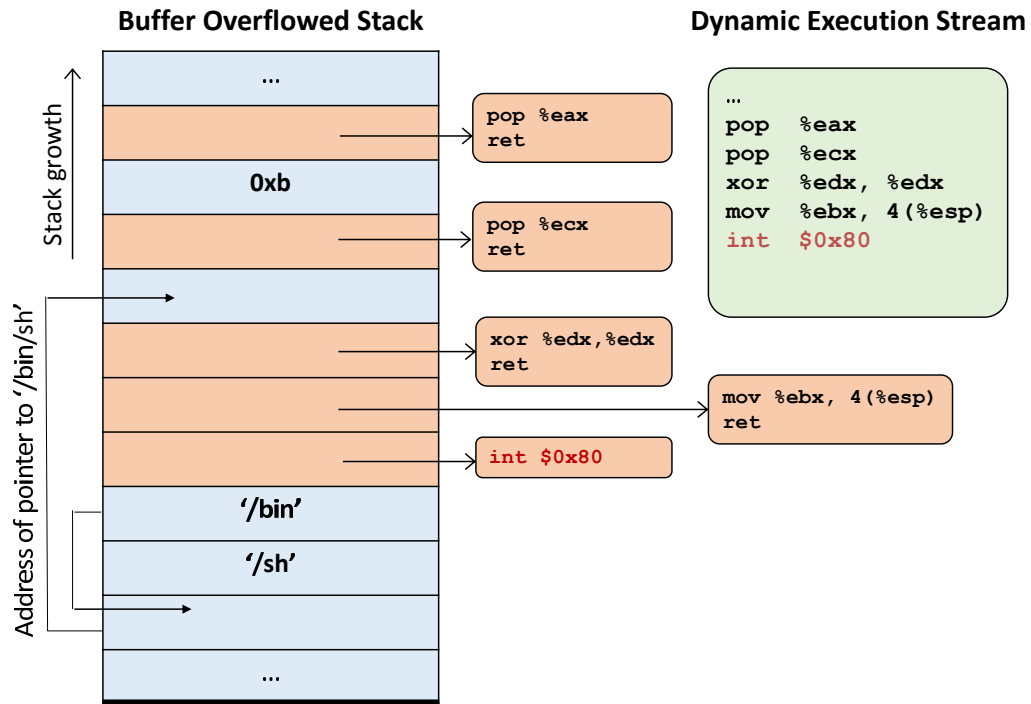 Buffer Overflowed Stack
Dynamic Execution Stream
Stack growth
Address of pointer to ‘/bin/sh’
...
0xb
‘/bin’
‘/sh’
...
pop %eax
ret
pop %ecx
ret
xor %edx,%edx
ret
mov %ebx, 4(%esp)
ret
int $0x80
...
pop %eax
pop %ecx
xor %edx, %edx
mov %ebx, 4(%esp)
int $0x80